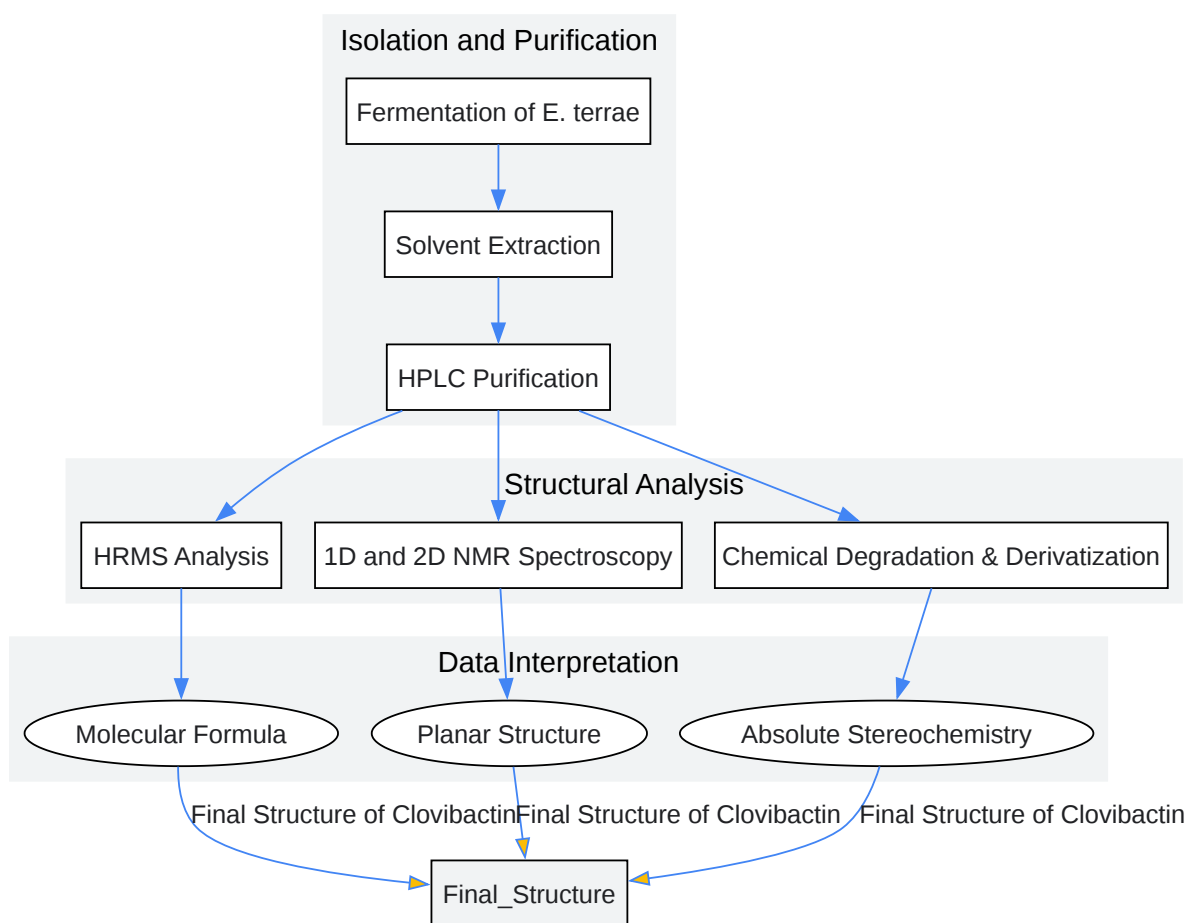 Isolation and Purification
Fermentation of E. terrae
Solvent Extraction
HPLC Purification
Structural Analysis
HRMS Analysis
1D and 2D NMR Spectroscopy
Chemical Degradation & Derivatization
Data Interpretation
Molecular Formula
Planar Structure
Absolute Stereochemistry
Final Structure of Clovibactin
Final Structure of Clovibactin
Final Structure of Clovibactin
Final_Structure